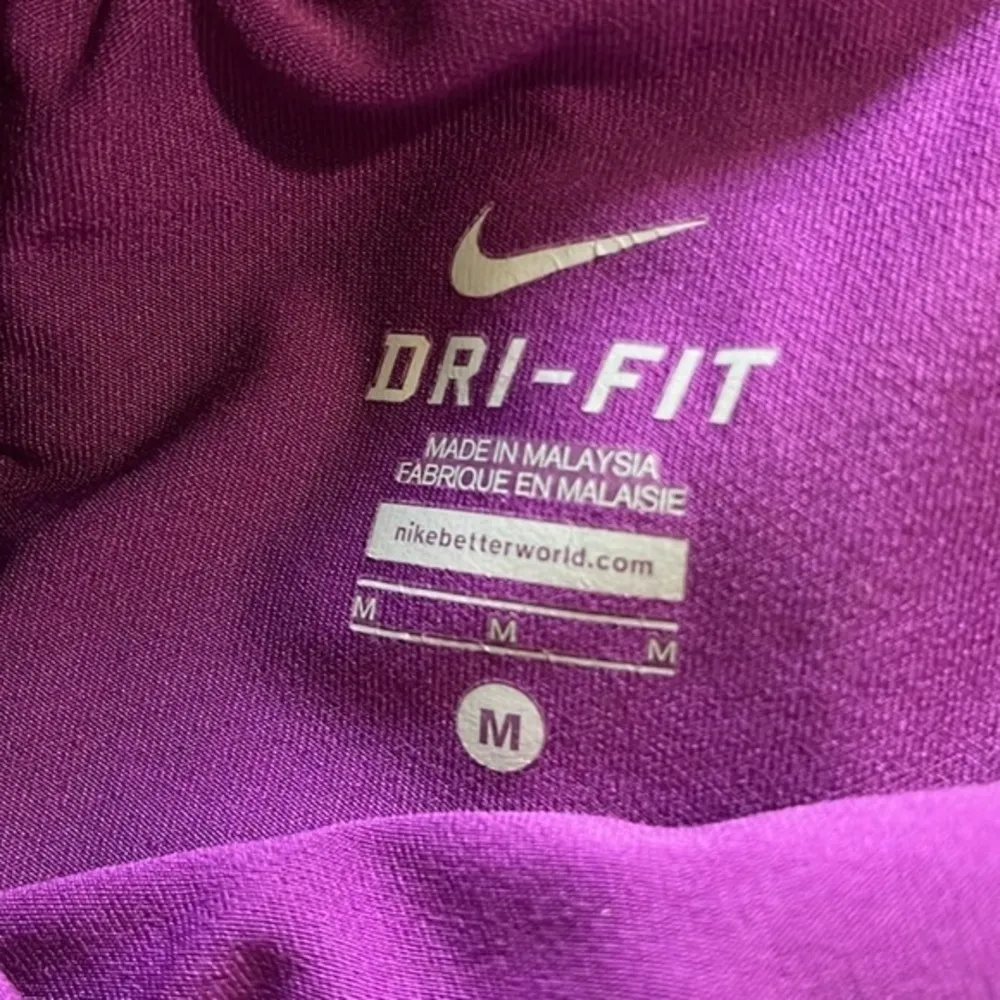 DRI-FIT
MADE IN MALAYSIA
FABRIQUE EN MALAISIE
nikebetterworld.com
M M M
M